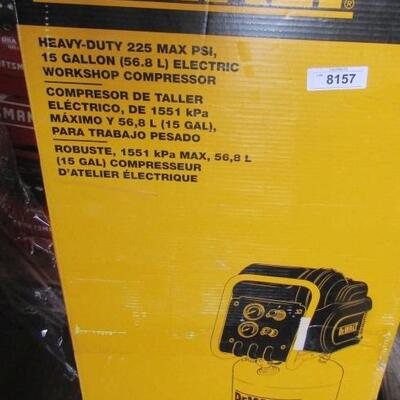 HEAVY-DUTY 225 MAX PSI,
15 GALLON (56.8 L) ELECTRIC
WORKSHOP COMPRESSOR
COMPRESOR DE TALLER
ELÉCTRICO, DE 1551 kPa
MÁXIMO Y 56,8 L (15 GAL),
PARA TRABAJO PESADO
ROBUSTE, 1551 kPa MAX, 56,8 L
(15 GAL) COMPRESSEUR
D'ATELIER ÉLECTRIQUE
8157
DEWALT